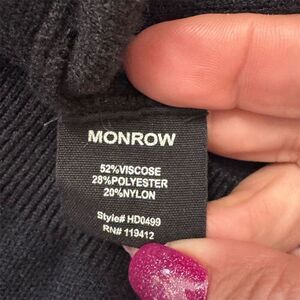 MONROW
52%VISCOSE
28%POLYESTER
20%NYLON
Style# HD0499
RN# 119412